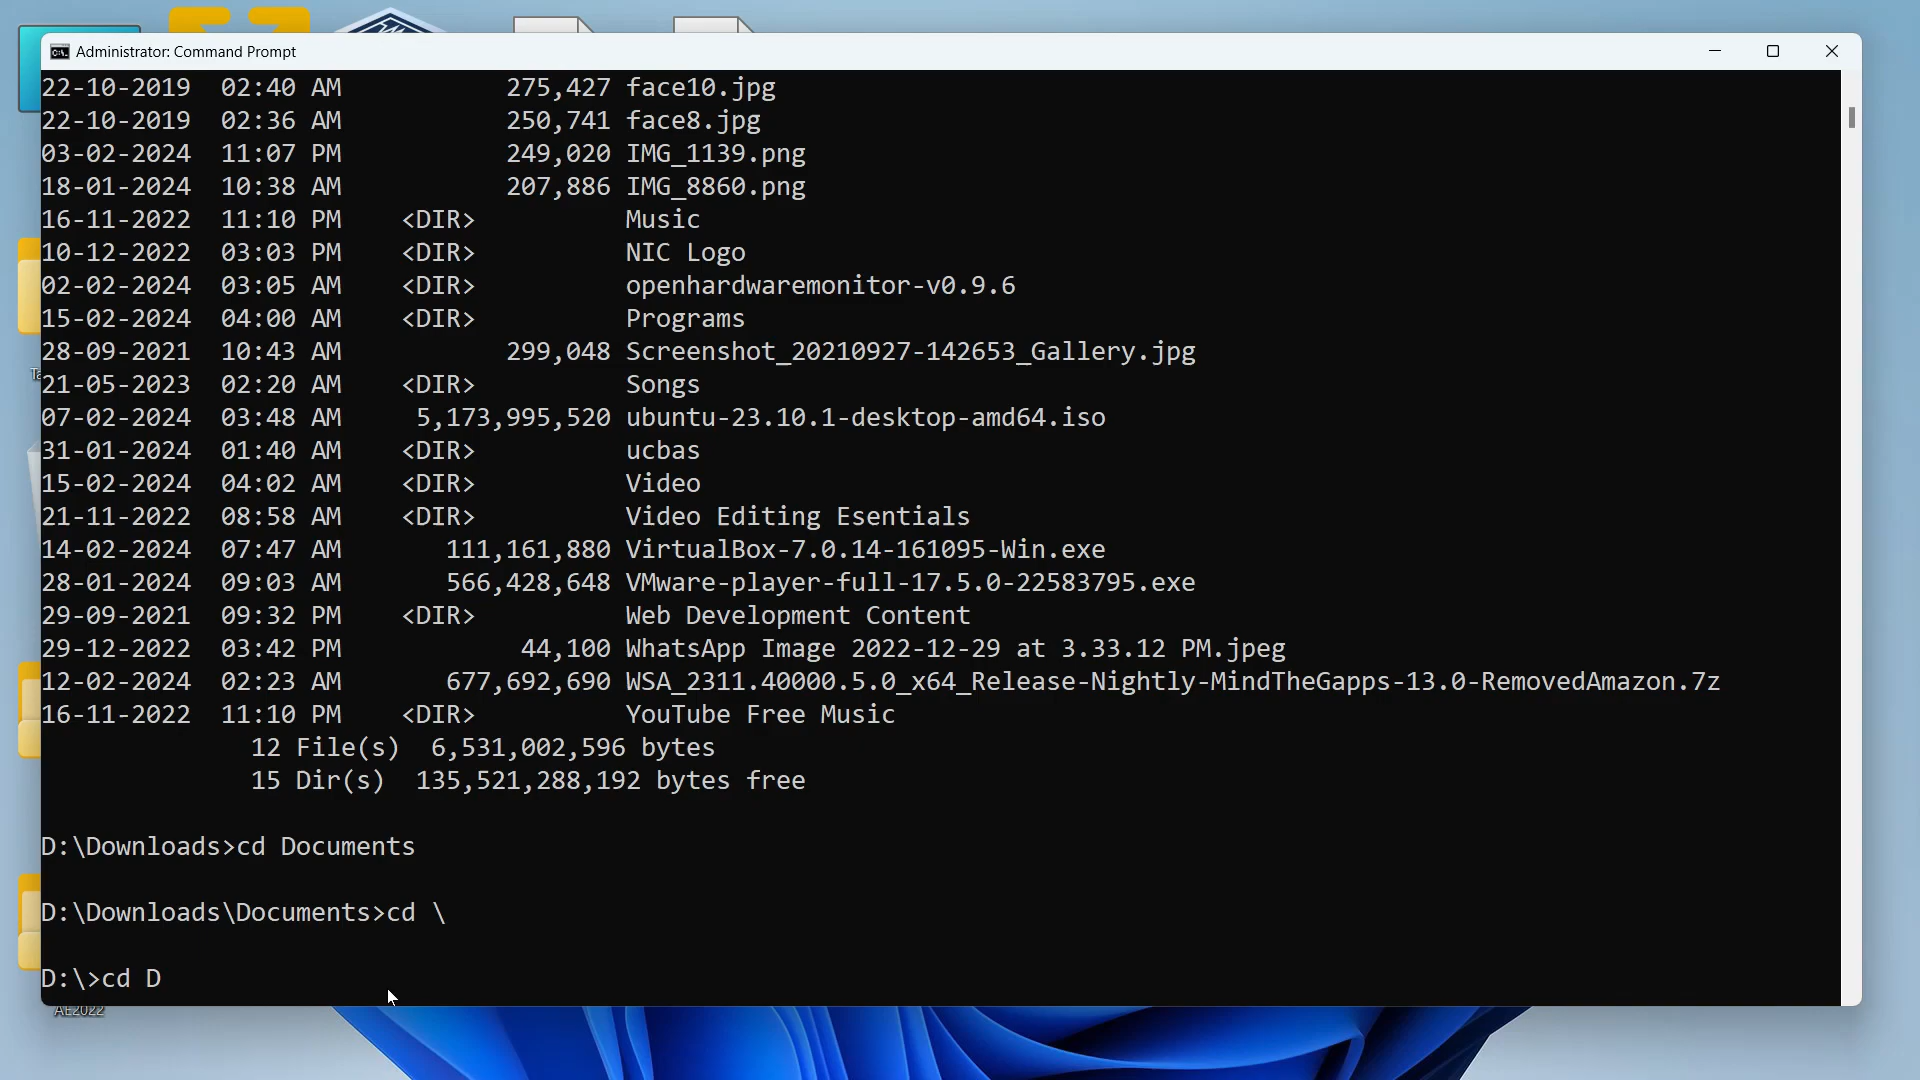 Administrator: Command Prompt
22-10-2019  02:40 AM           275,427 face10.jpg
22-10-2019  02:36 AM           250,741 face8.jpg
03-02-2024  11:07 PM           249,020 IMG_1139.png
18-01-2024  10:38 AM           207,886 IMG_8860.png
16-11-2022  11:10 PM    <DIR>          Music
10-12-2022  03:03 PM    <DIR>          NIC Logo
02-02-2024  03:05 AM    <DIR>          openhardwaremonitor-v0.9.6
15-02-2024  04:00 AM    <DIR>          Programs
28-09-2021  10:43 AM           299,048 Screenshot_20210927-142653_Gallery.jpg
21-05-2023  02:20 AM    <DIR>          Songs
07-02-2024  03:48 AM     5,173,995,520 ubuntu-23.10.1-desktop-amd64.iso
31-01-2024  01:40 AM    <DIR>          ucbas
15-02-2024  04:02 AM    <DIR>          Video
21-11-2022  08:58 AM    <DIR>          Video Editing Esentials
14-02-2024  07:47 AM       111,161,880 VirtualBox-7.0.14-161095-Win.exe
28-01-2024  09:03 AM       566,428,648 VMware-player-full-17.5.0-22583795.exe
29-09-2021  09:32 PM    <DIR>          Web Development Content
29-12-2022  03:42 PM            44,100 WhatsApp Image 2022-12-29 at 3.33.12 PM.jpeg
12-02-2024  02:23 AM       677,692,690 WSA_2311.40000.5.0_x64_Release-Nightly-MindTheGapps-13.0-RemovedAmazon.7z
16-11-2022  11:10 PM    <DIR>          YouTube Free Music
12 File(s)  6,531,002,596 bytes
15 Dir(s)  135,521,288,192 bytes free
D:\Downloads>cd Documents
D:\Downloads\Documents>cd \
D:\>cd D
AE2022